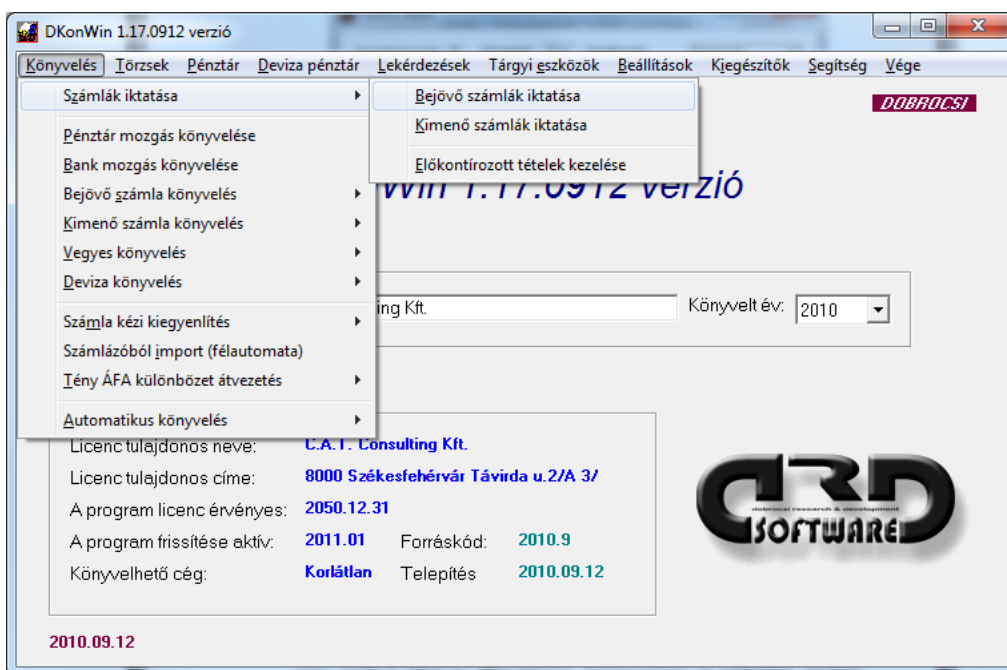 DKonWin 1.17.0912 verzió
Könyvelés Törzsek Pénztár Deviza pénztár Lekérdezések Tárgyi eszközök Beállítások Kiegészítők Segítség Vége
Számlák iktatása
Bejövő számlák iktatása
DOBROCSI
Kimenő számlák iktatása
Pénztár mozgás könyvelése
Bank mozgás könyvelése
Előkontírozott tételek kezelése
Win 1.17.0912 verzió
Bejövő számla könyvelés
Kimenő számla könyvelés
Vegyes könyvelés
Deviza könyvelés
ing Kft. Könyvelt év: 2010
Számla kézi kiegyenlítés
Számlázóból import (félautomata)
Tény ÁFA különbözet átvezetés
Automatikus könyvelés
Licenc tulajdonos neve: C.A.T. Consulting Kft.
Licenc tulajdonos címe: 8000 Székesfehérvár Távirda u.2/A 3/
A program licenc érvényes: 2050.12.31
A program frissítése aktív: 2011.01 Forráskód: 2010.9
Könyvelhető cég: Korlátlan Telepítés 2010.09.12
DRD
dobrocsi research & development
SOFTWARE
2010.09.12